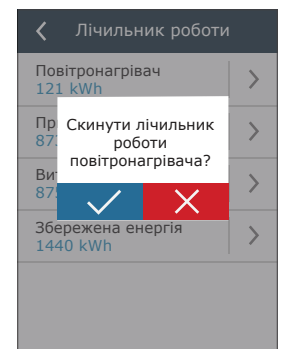 Лічильник роботи
Повітронагрівач
121 kWh
Скинути лічильник
роботи
повітронагрівача?
Збережена енергія
1440 kWh